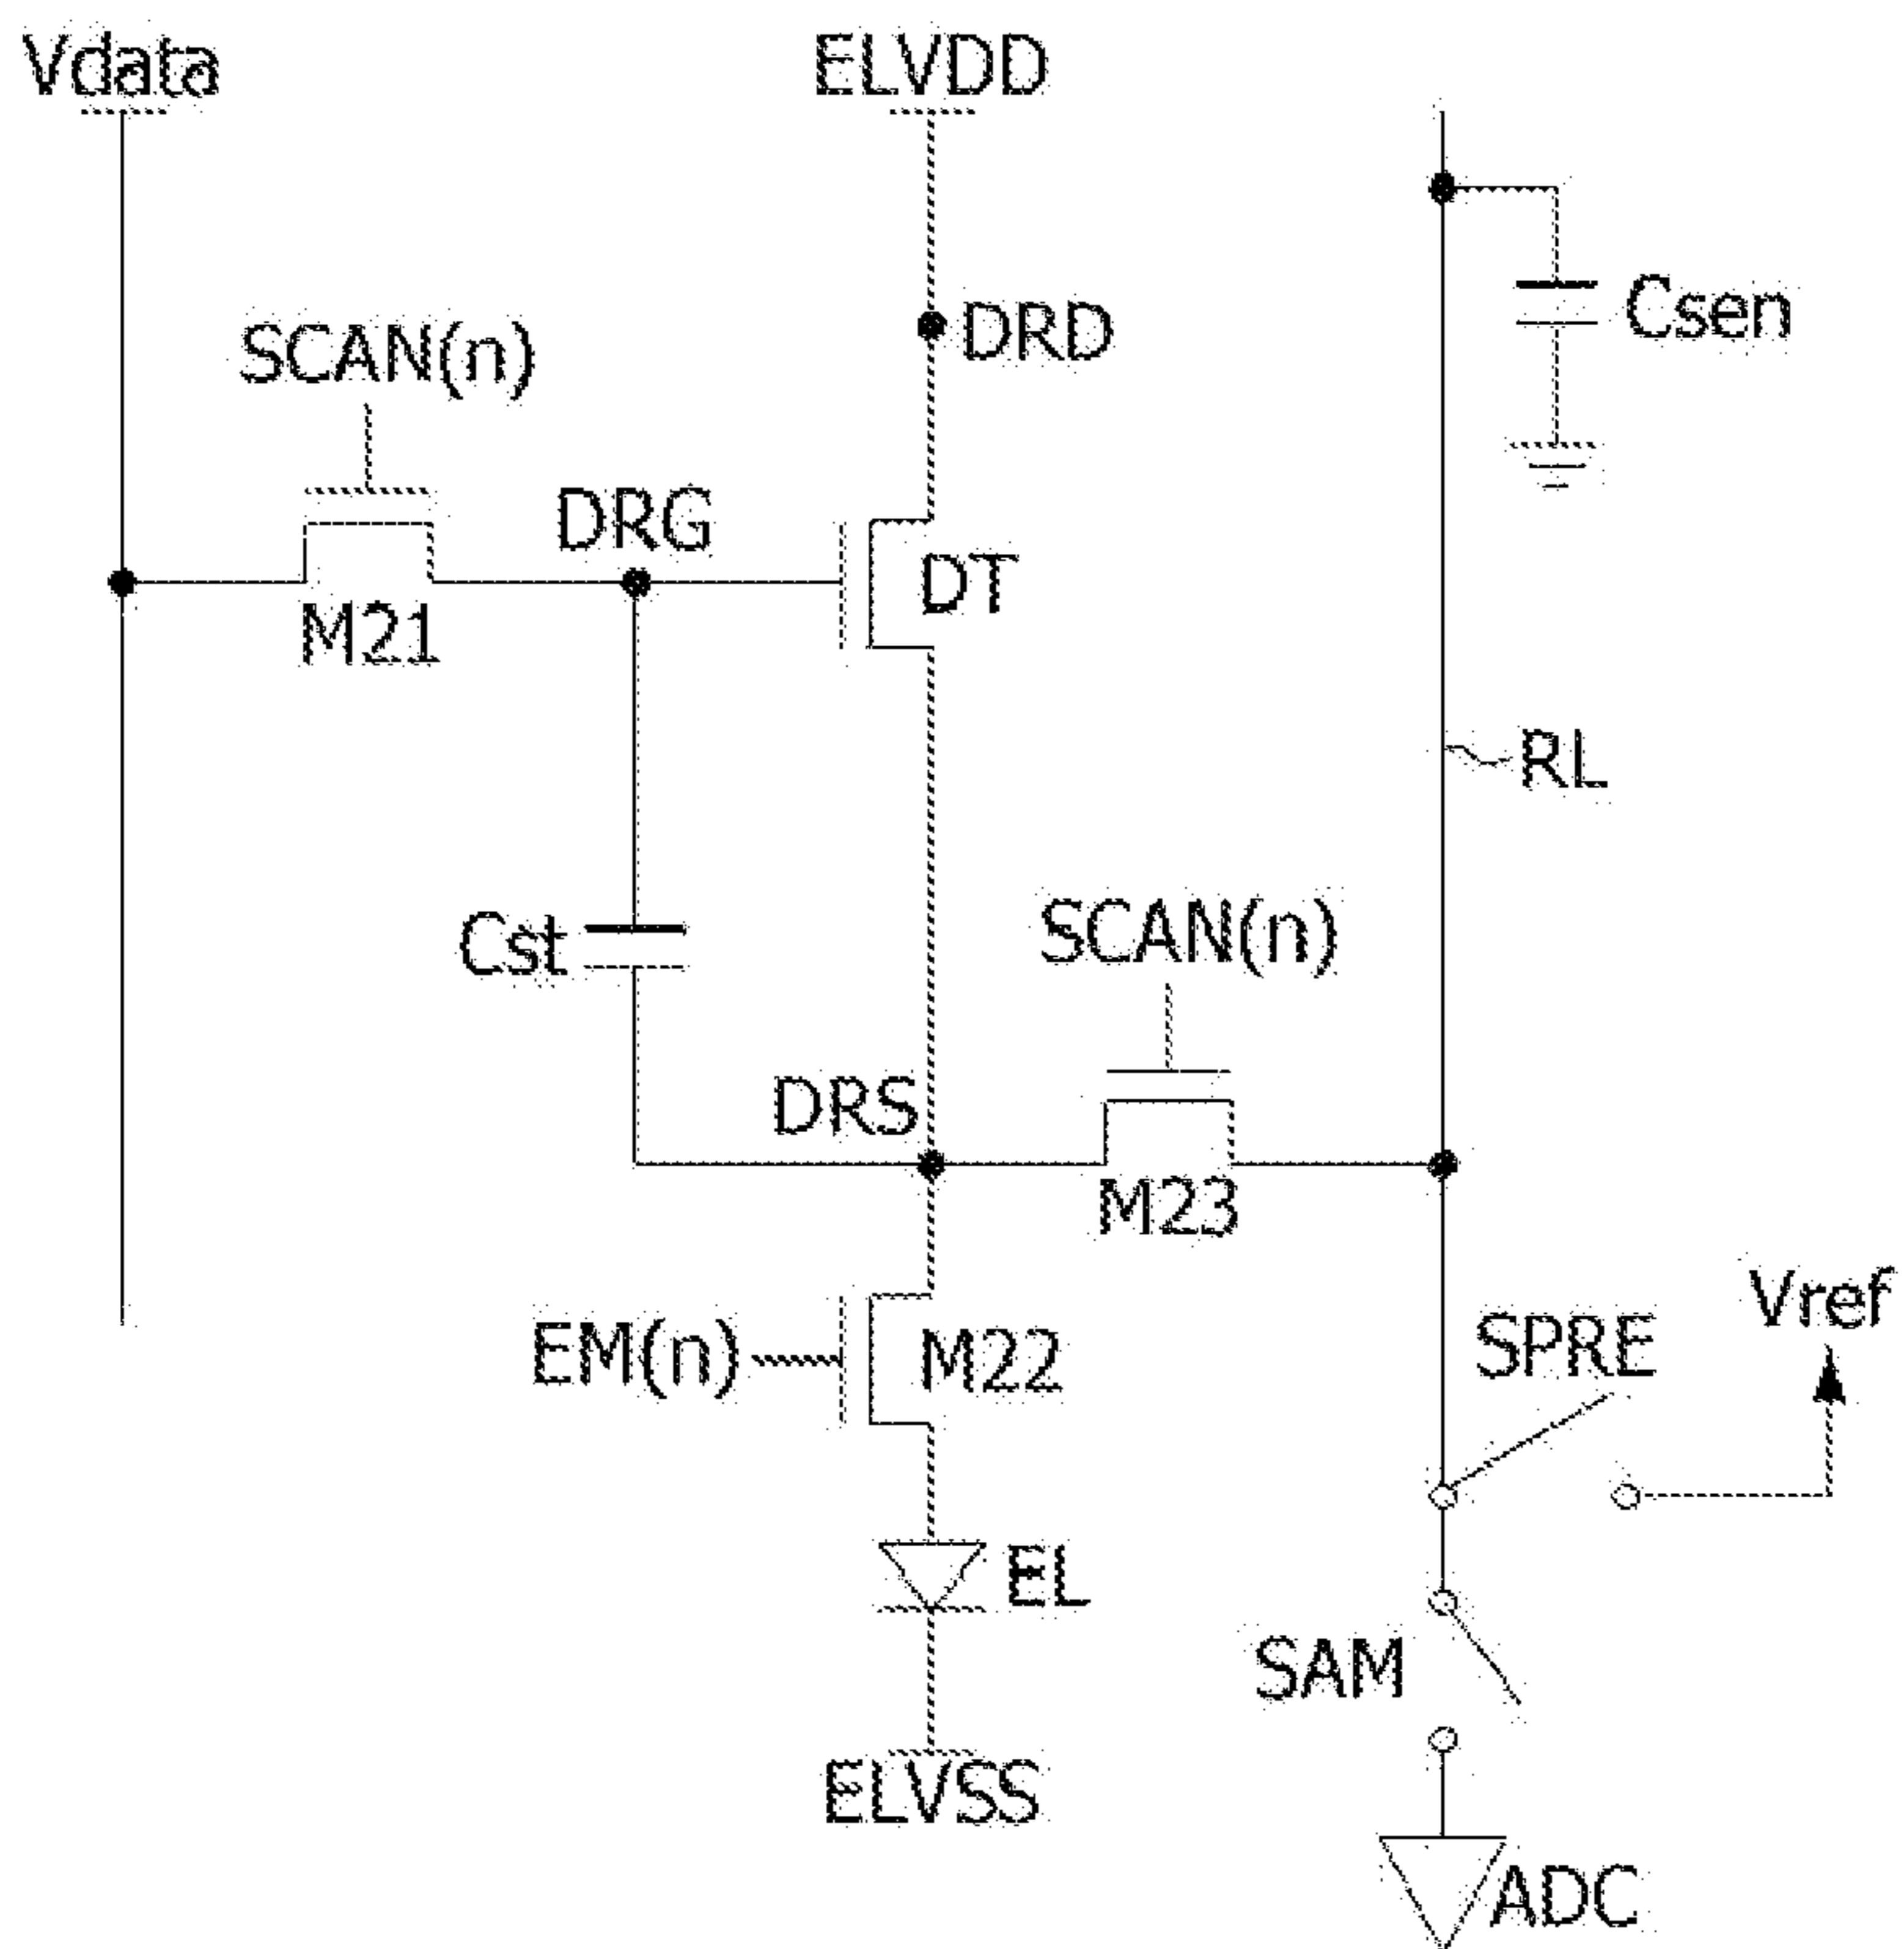 Vdata
ELVDD
DRD
Csen
SCAN(n)
DRG
DT
M21
RL
Cst
SCAN(n)
DRS
M23
Vref
SPRE
EM(n)
M22
EL
SAM
ELVSS
ADC